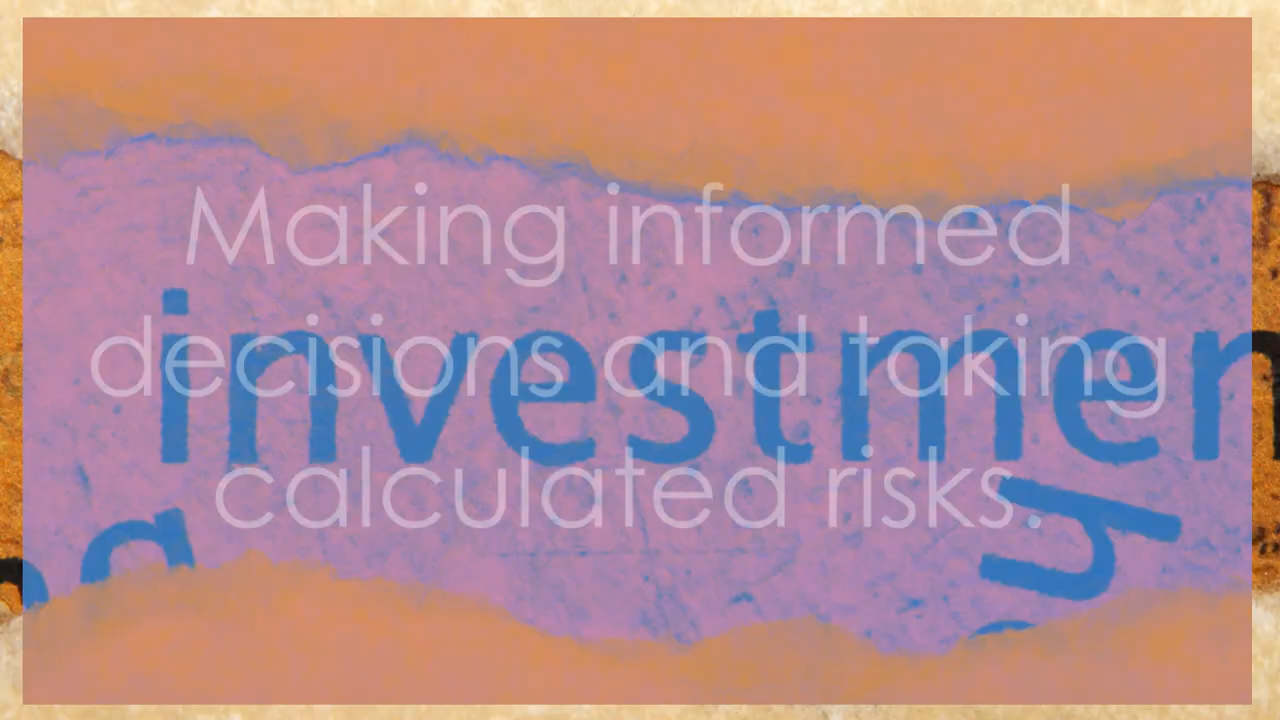 Making informed
investmen
decisions and taking
calculated risks.